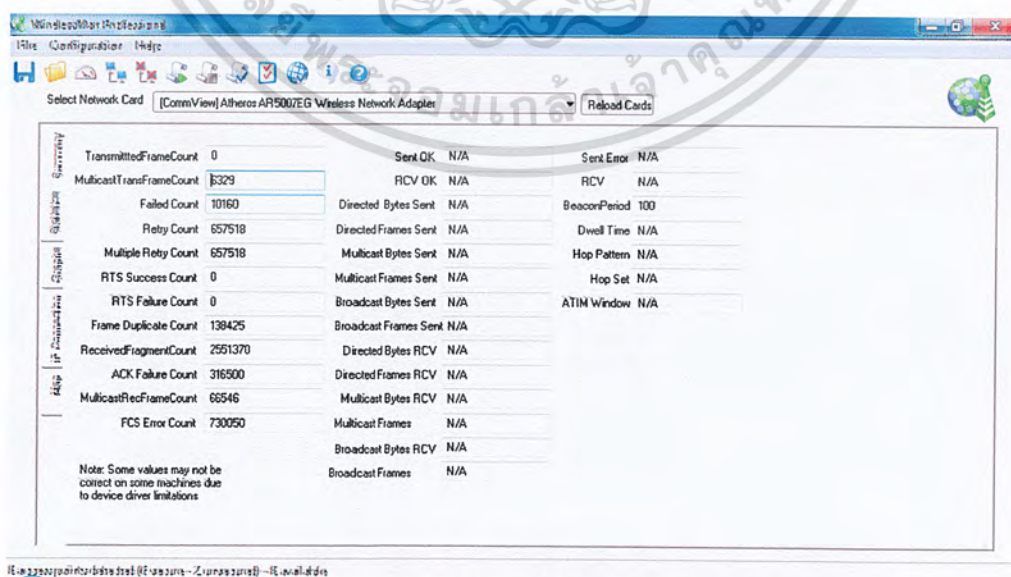 File Configuration Help
Select Network Card [CommView] Atheros AR5007EG Wireless Network Adapter Reload Cards
TransmitttedFrameCount 0 Sent OK N/A Sent Error N/A
MulticastTransFrameCount 6329 RCV OK N/A RCV N/A
Failed Count 10160 Directed Bytes Sent N/A BeaconPeriod 100
Retry Count 657518 Directed Frames Sent N/A Dwell Time N/A
Multiple Retry Count 657518 Multicast Bytes Sent N/A Hop Pattern N/A
RTS Success Count 0 Multicast Frames Sent N/A Hop Set N/A
RTS Failure Count 0 Broadcast Bytes Sent N/A ATIM Window N/A
Frame Duplicate Count 138425 Broadcast Frames Sent N/A
ReceivedFragmentCount 2551370 Directed Bytes RCV N/A
ACK Failure Count 316500 Directed Frames RCV N/A
MulticastRecFrameCount 66546 Multicast Bytes RCV N/A
FCS Error Count 730050 Multicast Frames N/A
Broadcast Bytes RCV N/A
Broadcast Frames N/A
Note: Some values may not be
correct on some machines due
to device driver limitations